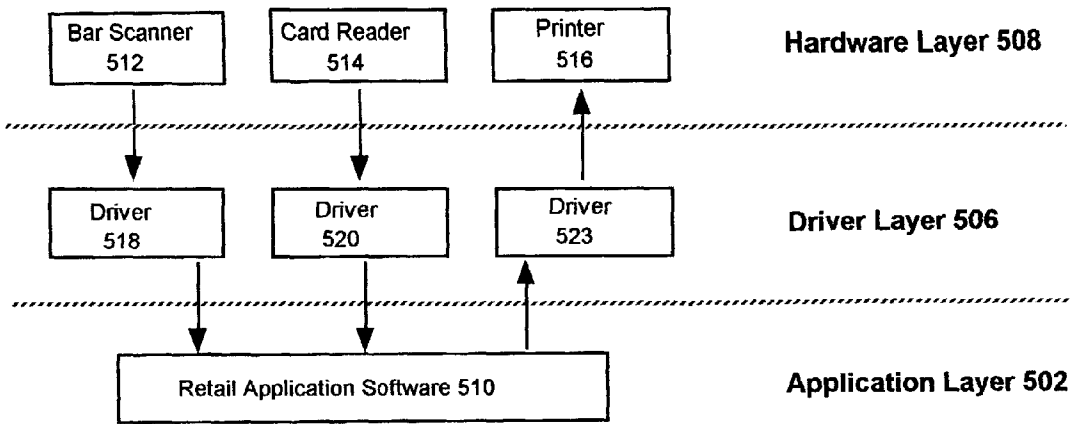 Bar Scanner
512
Card Reader
514
Printer
516
Hardware Layer 508
Driver
518
Driver
520
Driver
523
Driver Layer 506
Retail Application Software 510
Application Layer 502